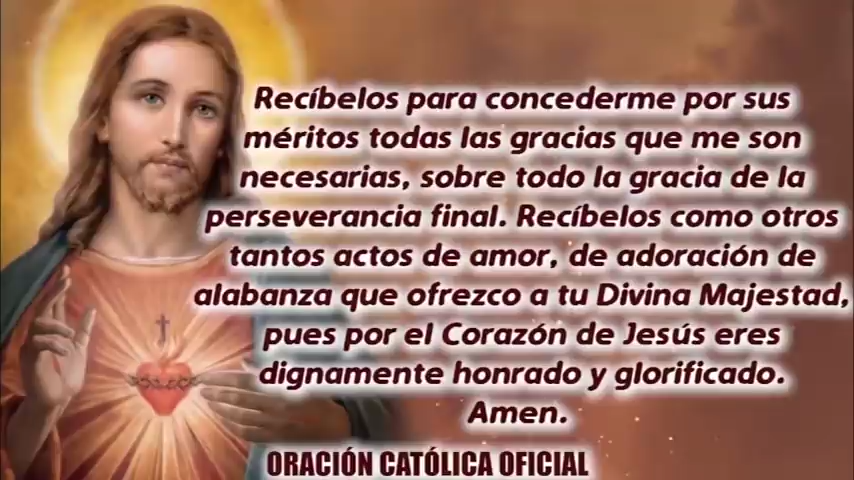 Recíbelos para concederme por sus
méritos todas las gracias que me son
necesarias, sobre todo la gracia de la
perseverancia final. Recíbelos como otros
tantos actos de amor, de adoración de
alabanza que ofrezco a tu Divina Majestad,
pues por el Corazón de Jesús eres
dignamente honrado y glorificado.
Amen.
ORACIÓN CATÓLICA OFICIAL